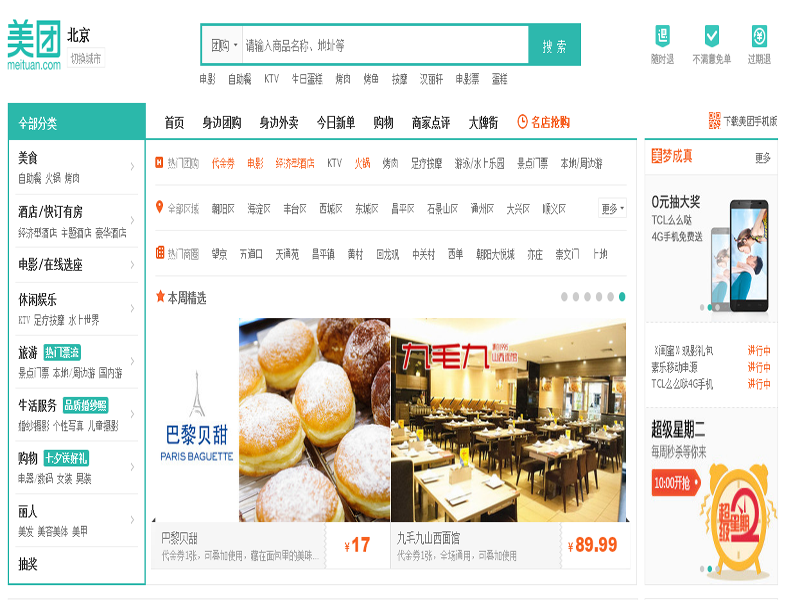 美团
meituan.com
北京
切换城市
团购 请输入商品名称、地址等 搜 索
电影 自助餐 KTV 生日蛋糕 烤肉 烤鱼 按摩 汉丽轩 电影票 蛋糕
随时退 不满意免单 过期退
全部分类 首页 身边团购 身边外卖 今日新单 购物 商家点评 大牌街 名店抢购 下载美团手机版
美食
自助餐 火锅 烤肉
酒店/快订有房
经济型酒店 主题酒店 豪华酒店
电影/在线选座
休闲娱乐
KTV 足疗按摩 水上世界
旅游 热门漂流
景点门票 本地/周边游 国内游
生活服务 品质婚纱照
婚纱摄影 个性写真 儿童摄影
购物 七夕送好礼
电器/数码 女装 男装
丽人
美发 美容美体 美甲
抽奖
热门团购 代金券 电影 经济型酒店 KTV 火锅 烤肉 足疗按摩 游泳/水上乐园 景点门票 本地/周边游
全部区域 朝阳区 海淀区 丰台区 西城区 东城区 昌平区 石景山区 通州区 大兴区 顺义区 更多
热门商圈 望京 五道口 天通苑 昌平镇 黄村 回龙观 中关村 西单 朝阳大悦城 亦庄 崇文门 上地
本周精选
巴黎贝甜
PARIS BAGUETTE
九毛九
山西面馆
巴黎贝甜
代金券1张，可叠加使用，藏在面包里的美味...
¥17
九毛九山西面馆
代金券1张，全场通用，可叠加使用
¥89.99
美梦成真 更多
0元抽大奖
TCL么么哒
4G手机免费送
《闺蜜》观影礼包 进行中
素乐移动电源 进行中
TCL么么哒4G手机 进行中
超级星期二
每周秒杀等你来
10:00开抢
超级星期2